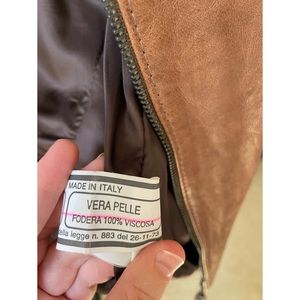 MADE IN ITALY
VERA PELLE
FODERA 100% VISCOSA
della legge n. 883 del 26-11-73